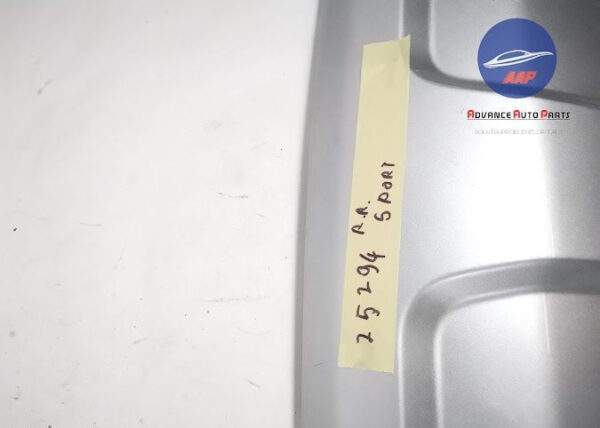 AAP
ADVANCE AUTO PARTS
25294 R.R.
SPORT